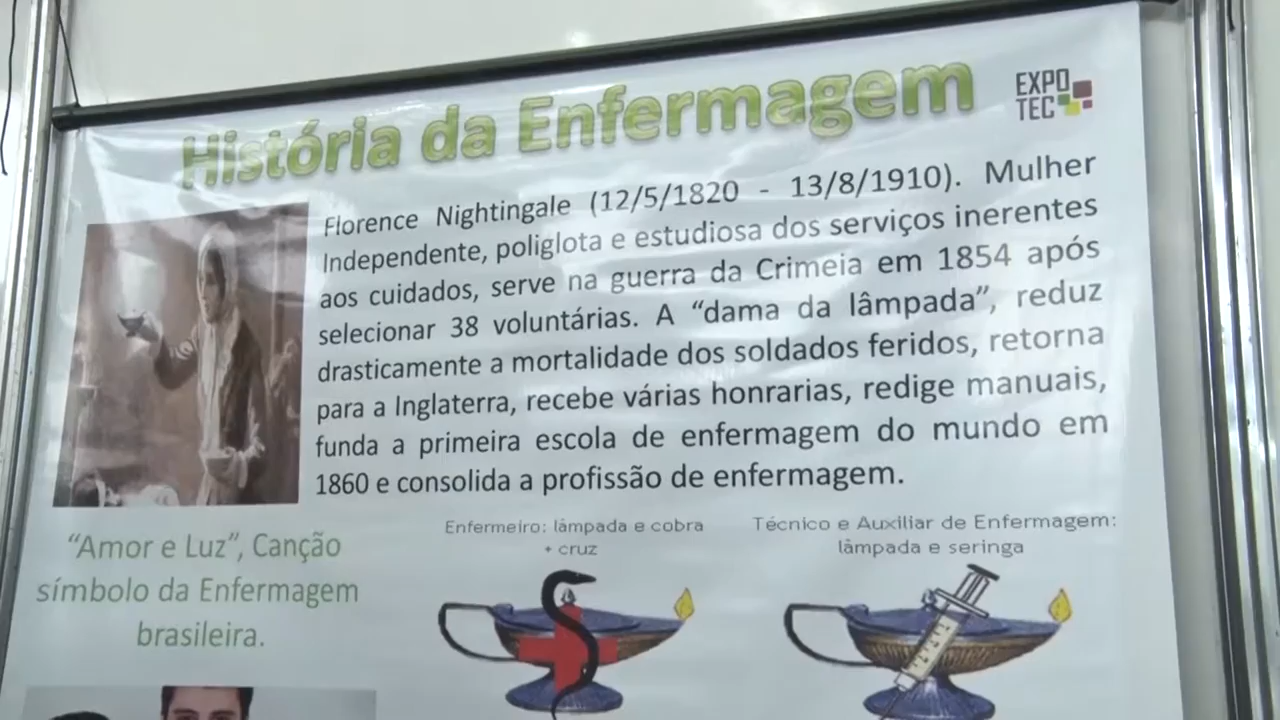 História da Enfermagem
EXPO
TEC
Florence Nightingale (12/5/1820 - 13/8/1910). Mulher
Independente, poliglota e estudiosa dos serviços inerentes
aos cuidados, serve na guerra da Crimeia em 1854 após
selecionar 38 voluntárias. A “dama da lâmpada”, reduz
drasticamente a mortalidade dos soldados feridos, retorna
para a Inglaterra, recebe várias honrarias, redige manuais,
funda a primeira escola de enfermagem do mundo em
1860 e consolida a profissão de enfermagem.
“Amor e Luz”, Canção
símbolo da Enfermagem
brasileira.
Enfermeiro: lâmpada e cobra
+ cruz
Técnico e Auxiliar de Enfermagem:
lâmpada e seringa